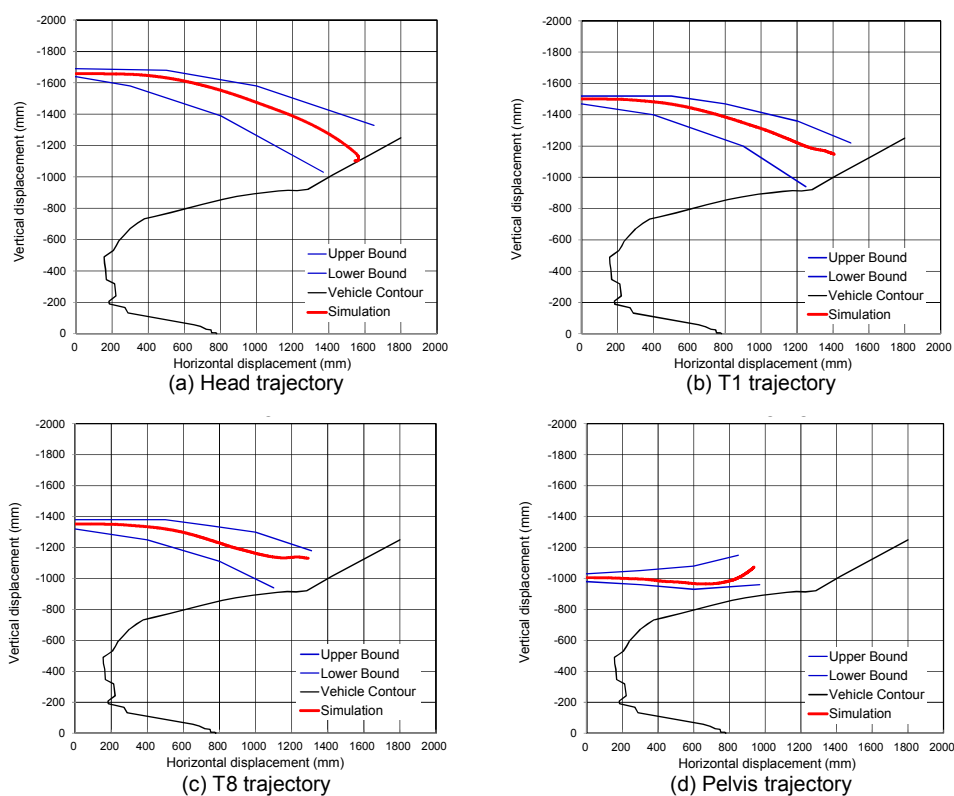 -2000
-1800
-1600
-1400
-1200
-1000
-800
-600
-400
-200
0
Vertical displacement (mm)
Upper Bound
Lower Bound
Vehicle Contour
Simulation
0 200 400 600 800 1000 1200 1400 1600 1800 2000
Horizontal displacement (mm)
(a) Head trajectory
-2000
-1800
-1600
-1400
-1200
-1000
-800
-600
-400
-200
0
Vertical displacement (mm)
Upper Bound
Lower Bound
Vehicle Contour
Simulation
0 200 400 600 800 1000 1200 1400 1600 1800 2000
Horizontal displacement (mm)
(b) T1 trajectory
-2000
-1800
-1600
-1400
-1200
-1000
-800
-600
-400
-200
0
Vertical displacement (mm)
Upper Bound
Lower Bound
Vehicle Contour
Simulation
0 200 400 600 800 1000 1200 1400 1600 1800 2000
Horizontal displacement (mm)
(c) T8 trajectory
-2000
-1800
-1600
-1400
-1200
-1000
-800
-600
-400
-200
0
Vertical displacement (mm)
Upper Bound
Lower Bound
Vehicle Contour
Simulation
0 200 400 600 800 1000 1200 1400 1600 1800 2000
Horizontal displacement (mm)
(d) Pelvis trajectory